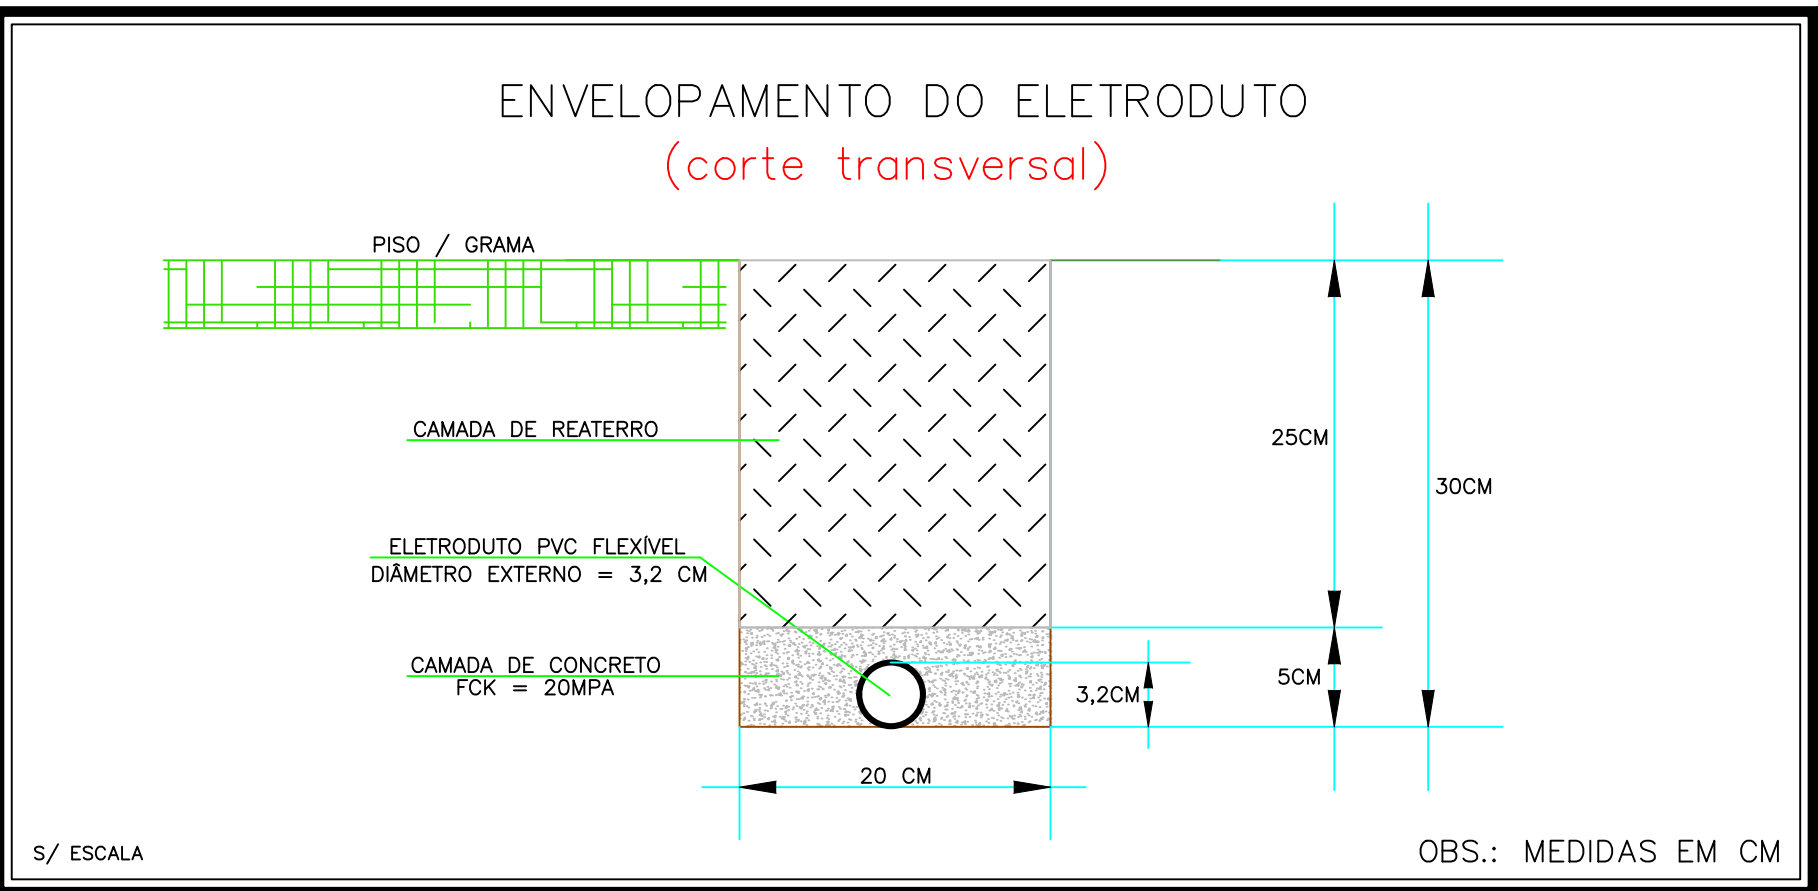 ENVELOPAMENTO DO ELETRODUTO
(corte transversal)
PISO / GRAMA
CAMADA DE REATERRO
25CM
30CM
ELETRODUTO PVC FLEXÍVEL
DIÂMETRO EXTERNO = 3,2 CM
CAMADA DE CONCRETO
FCK = 20MPA
5CM
3,2CM
20 CM
S/ ESCALA
OBS.: MEDIDAS EM CM